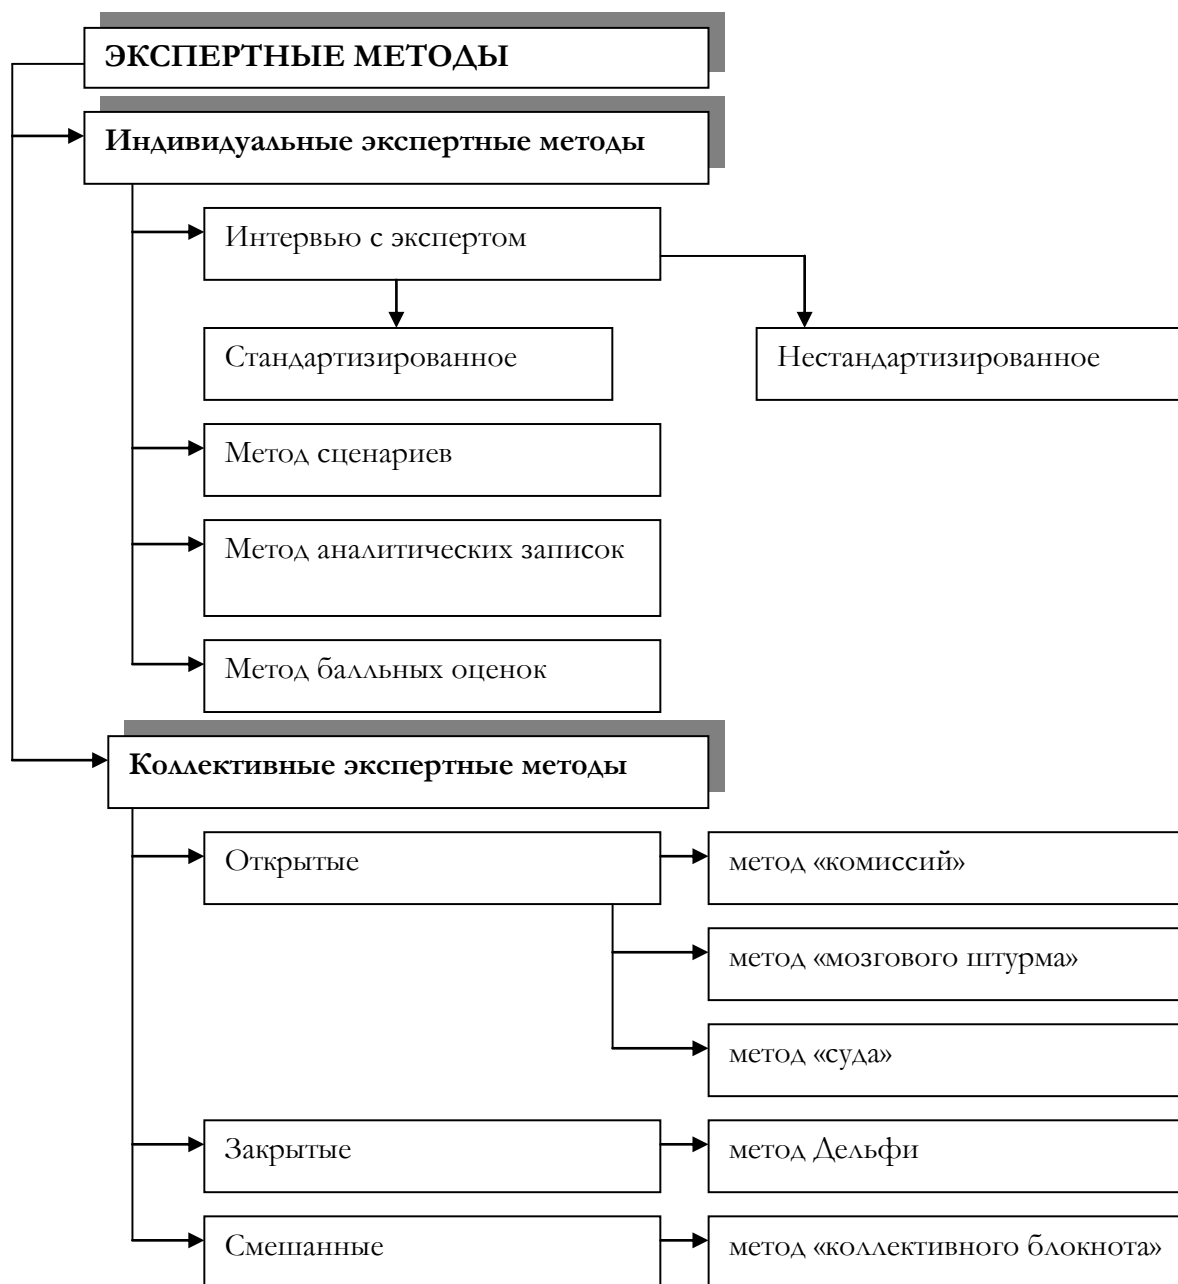 ЭКСПЕРТНЫЕ МЕТОДЫ
Индивидуальные экспертные методы
Интервью с экспертом
Стандартизированное
Нестандартизированное
Метод сценариев
Метод аналитических записок
Метод балльных оценок
Коллективные экспертные методы
Открытые
метод «комиссий»
метод «мозгового штурма»
метод «суда»
Закрытые
метод Дельфи
Смешанные
метод «коллективного блокнота»